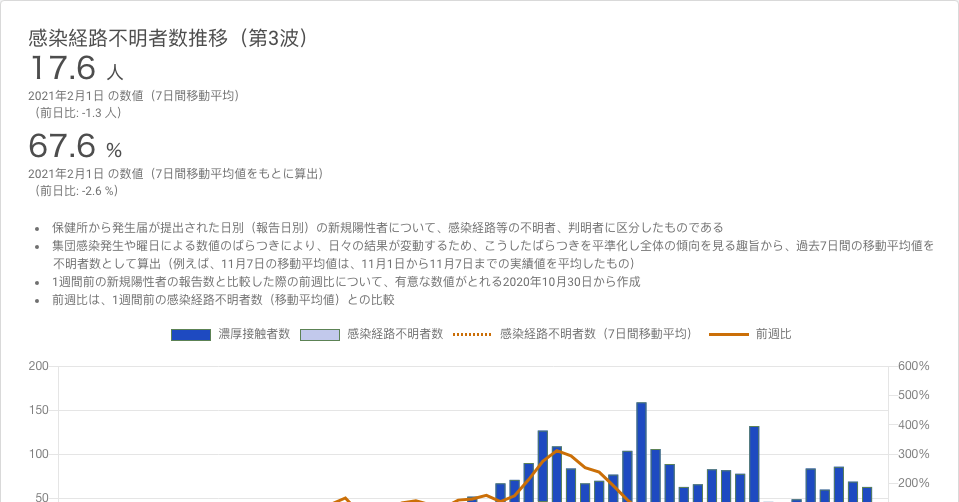 感染経路不明者数推移（第3波）
17.6 人
2021年2月1日 の数値（7日間移動平均）
（前日比: -1.3 人）
67.6 %
2021年2月1日 の数値（7日間移動平均値をもとに算出）
（前日比: -2.6 %）
• 保健所から発生届が提出された日別（報告日別）の新規陽性者について、感染経路等の不明者、判明者に区分したものである
• 集団感染発生や曜日による数値のばらつきにより、日々の結果が変動するため、こうしたばらつきを平準化し全体の傾向を見る趣旨から、過去7日間の移動平均値を
不明者数として算出（例えば、11月7日の移動平均値は、11月1日から11月7日までの実績値を平均したもの）
• 1週間前の新規陽性者の報告数と比較した際の前週比について、有意な数値がとれる2020年10月30日から作成
• 前週比は、1週間前の感染経路不明者数（移動平均値）との比較
濃厚接触者数 感染経路不明者数 感染経路不明者数（7日間移動平均） 前週比
200 600%
500%
150
400%
100 300%
200%
50